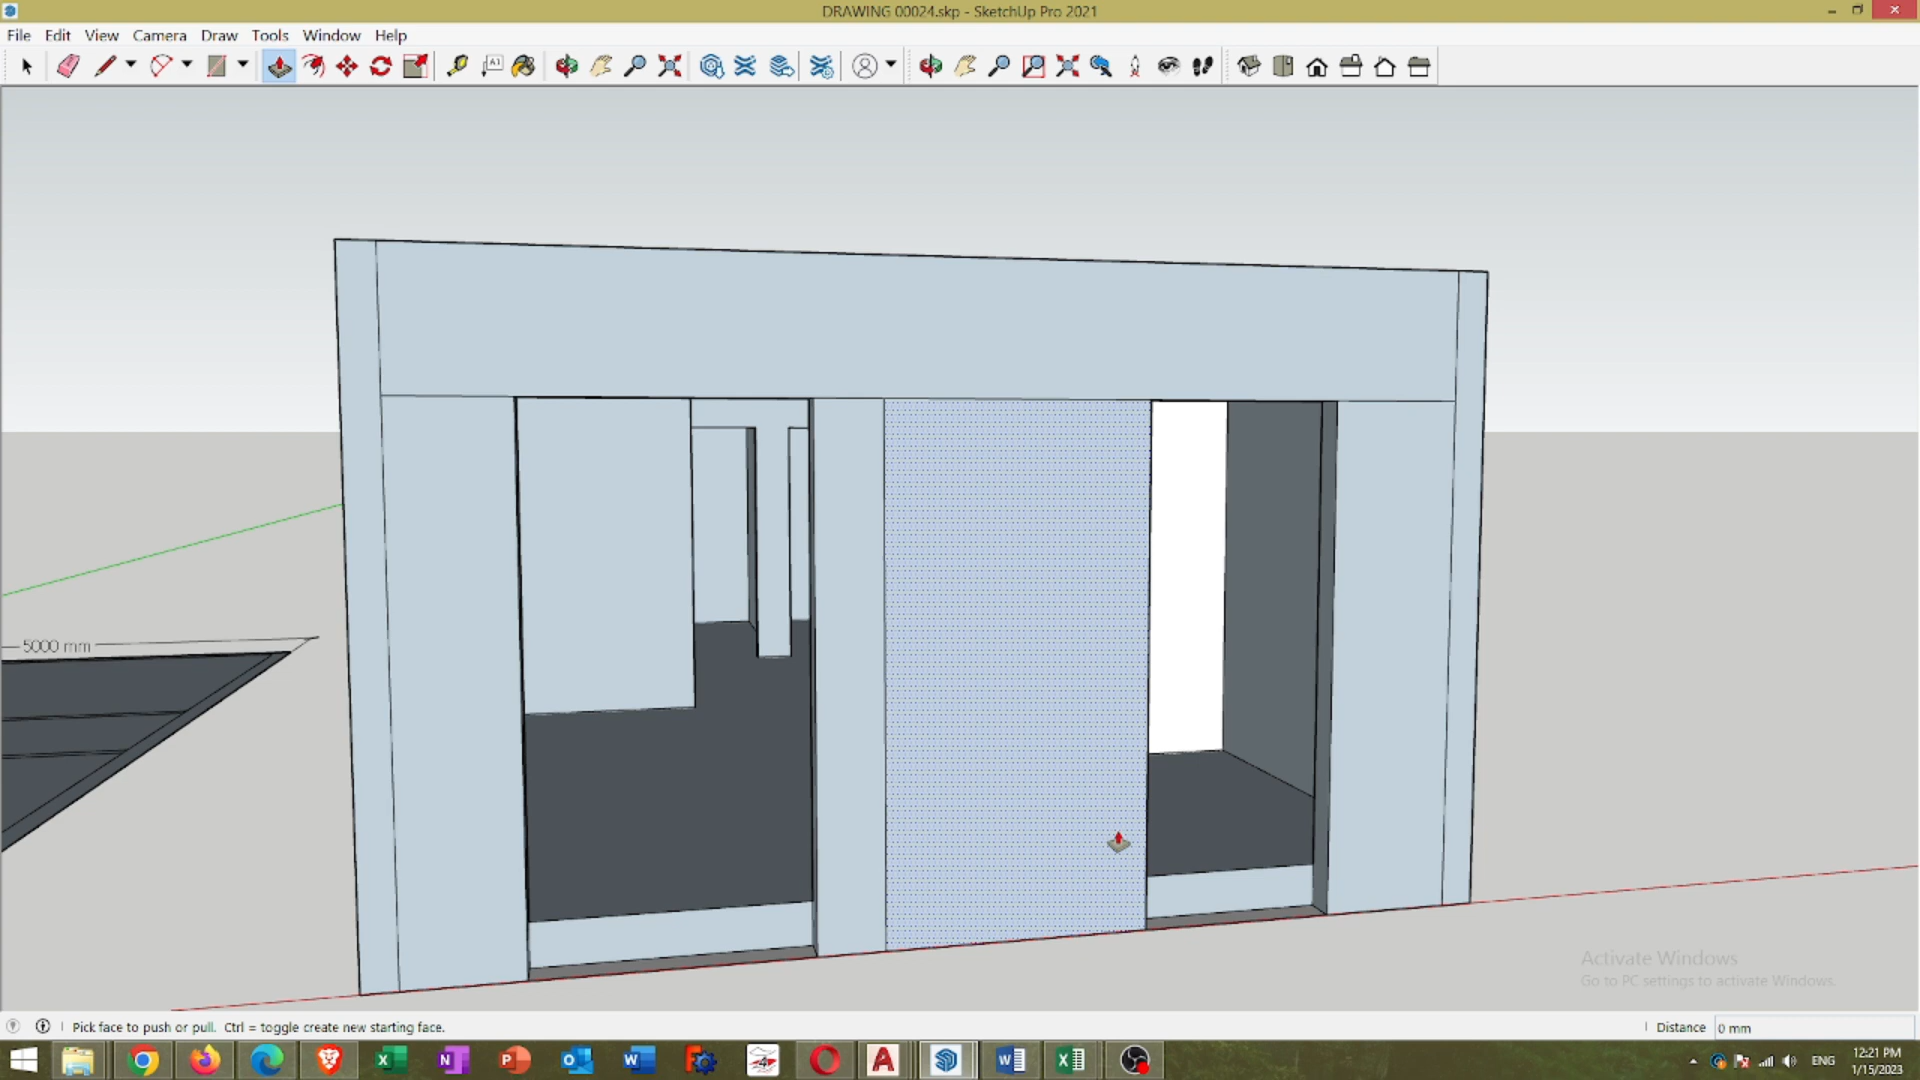 DRAWING 00024.skp - SketchUp Pro 2021
File Edit View Camera Draw Tools Window Help
5000 mm
Activate Windows
Go to PC settings to activate Windows.
Pick face to push or pull. Ctrl = toggle create new starting face.
Distance 0 mm
ENG
12:21 PM
1/15/2023